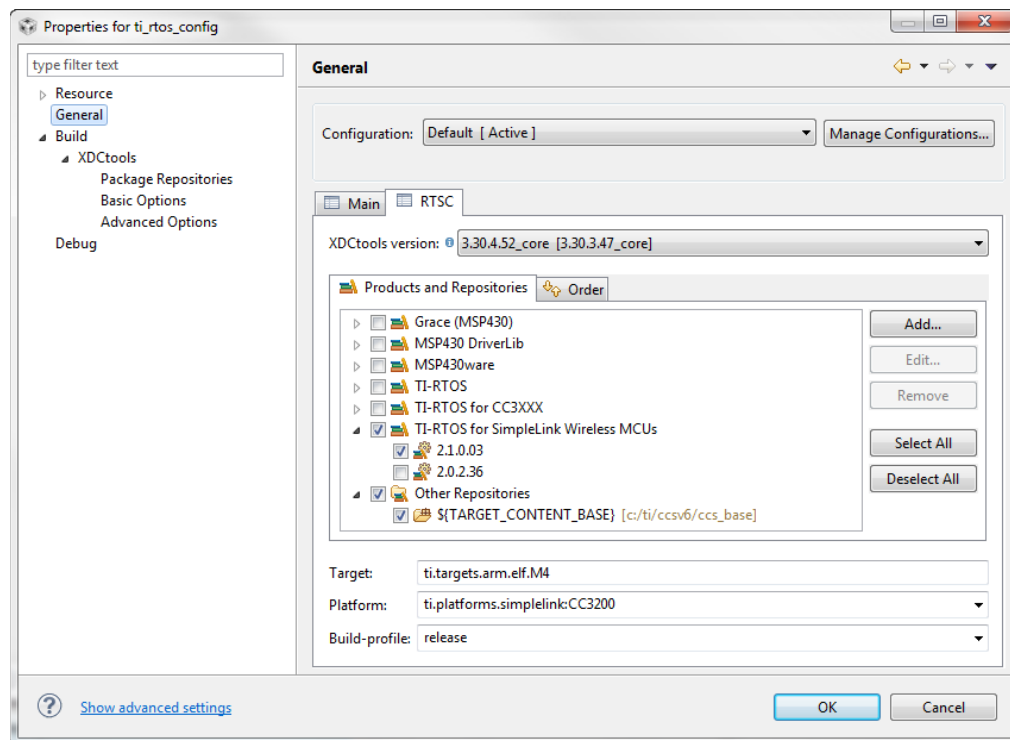 Properties for ti_rtos_config
type filter text
Resource
General
Build
XDCtools
Package Repositories
Basic Options
Advanced Options
Debug
General
Configuration: Default [ Active ] Manage Configurations...
Main RTSC
XDCtools version: 3.30.4.52_core [3.30.3.47_core]
Products and Repositories Order
Grace (MSP430)
MSP430 DriverLib
MSP430ware
TI-RTOS
TI-RTOS for CC3XXX
TI-RTOS for SimpleLink Wireless MCUs
2.1.0.03
2.0.2.36
Other Repositories
${TARGET_CONTENT_BASE} [c:/ti/ccsv6/ccs_base]
Add...
Edit...
Remove
Select All
Deselect All
Target: ti.targets.arm.elf.M4
Platform: ti.platforms.simplelink:CC3200
Build-profile: release
Show advanced settings
OK Cancel